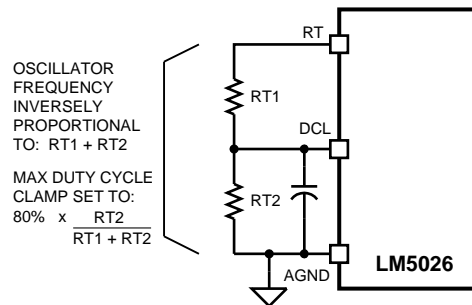 OSCILLATOR
FREQUENCY
INVERSELY
PROPORTIONAL
TO: RT1 + RT2
MAX DUTY CYCLE
CLAMP SET TO:
80% x RT2
RT1 + RT2
RT
RT1
DCL
RT2
AGND
LM5026